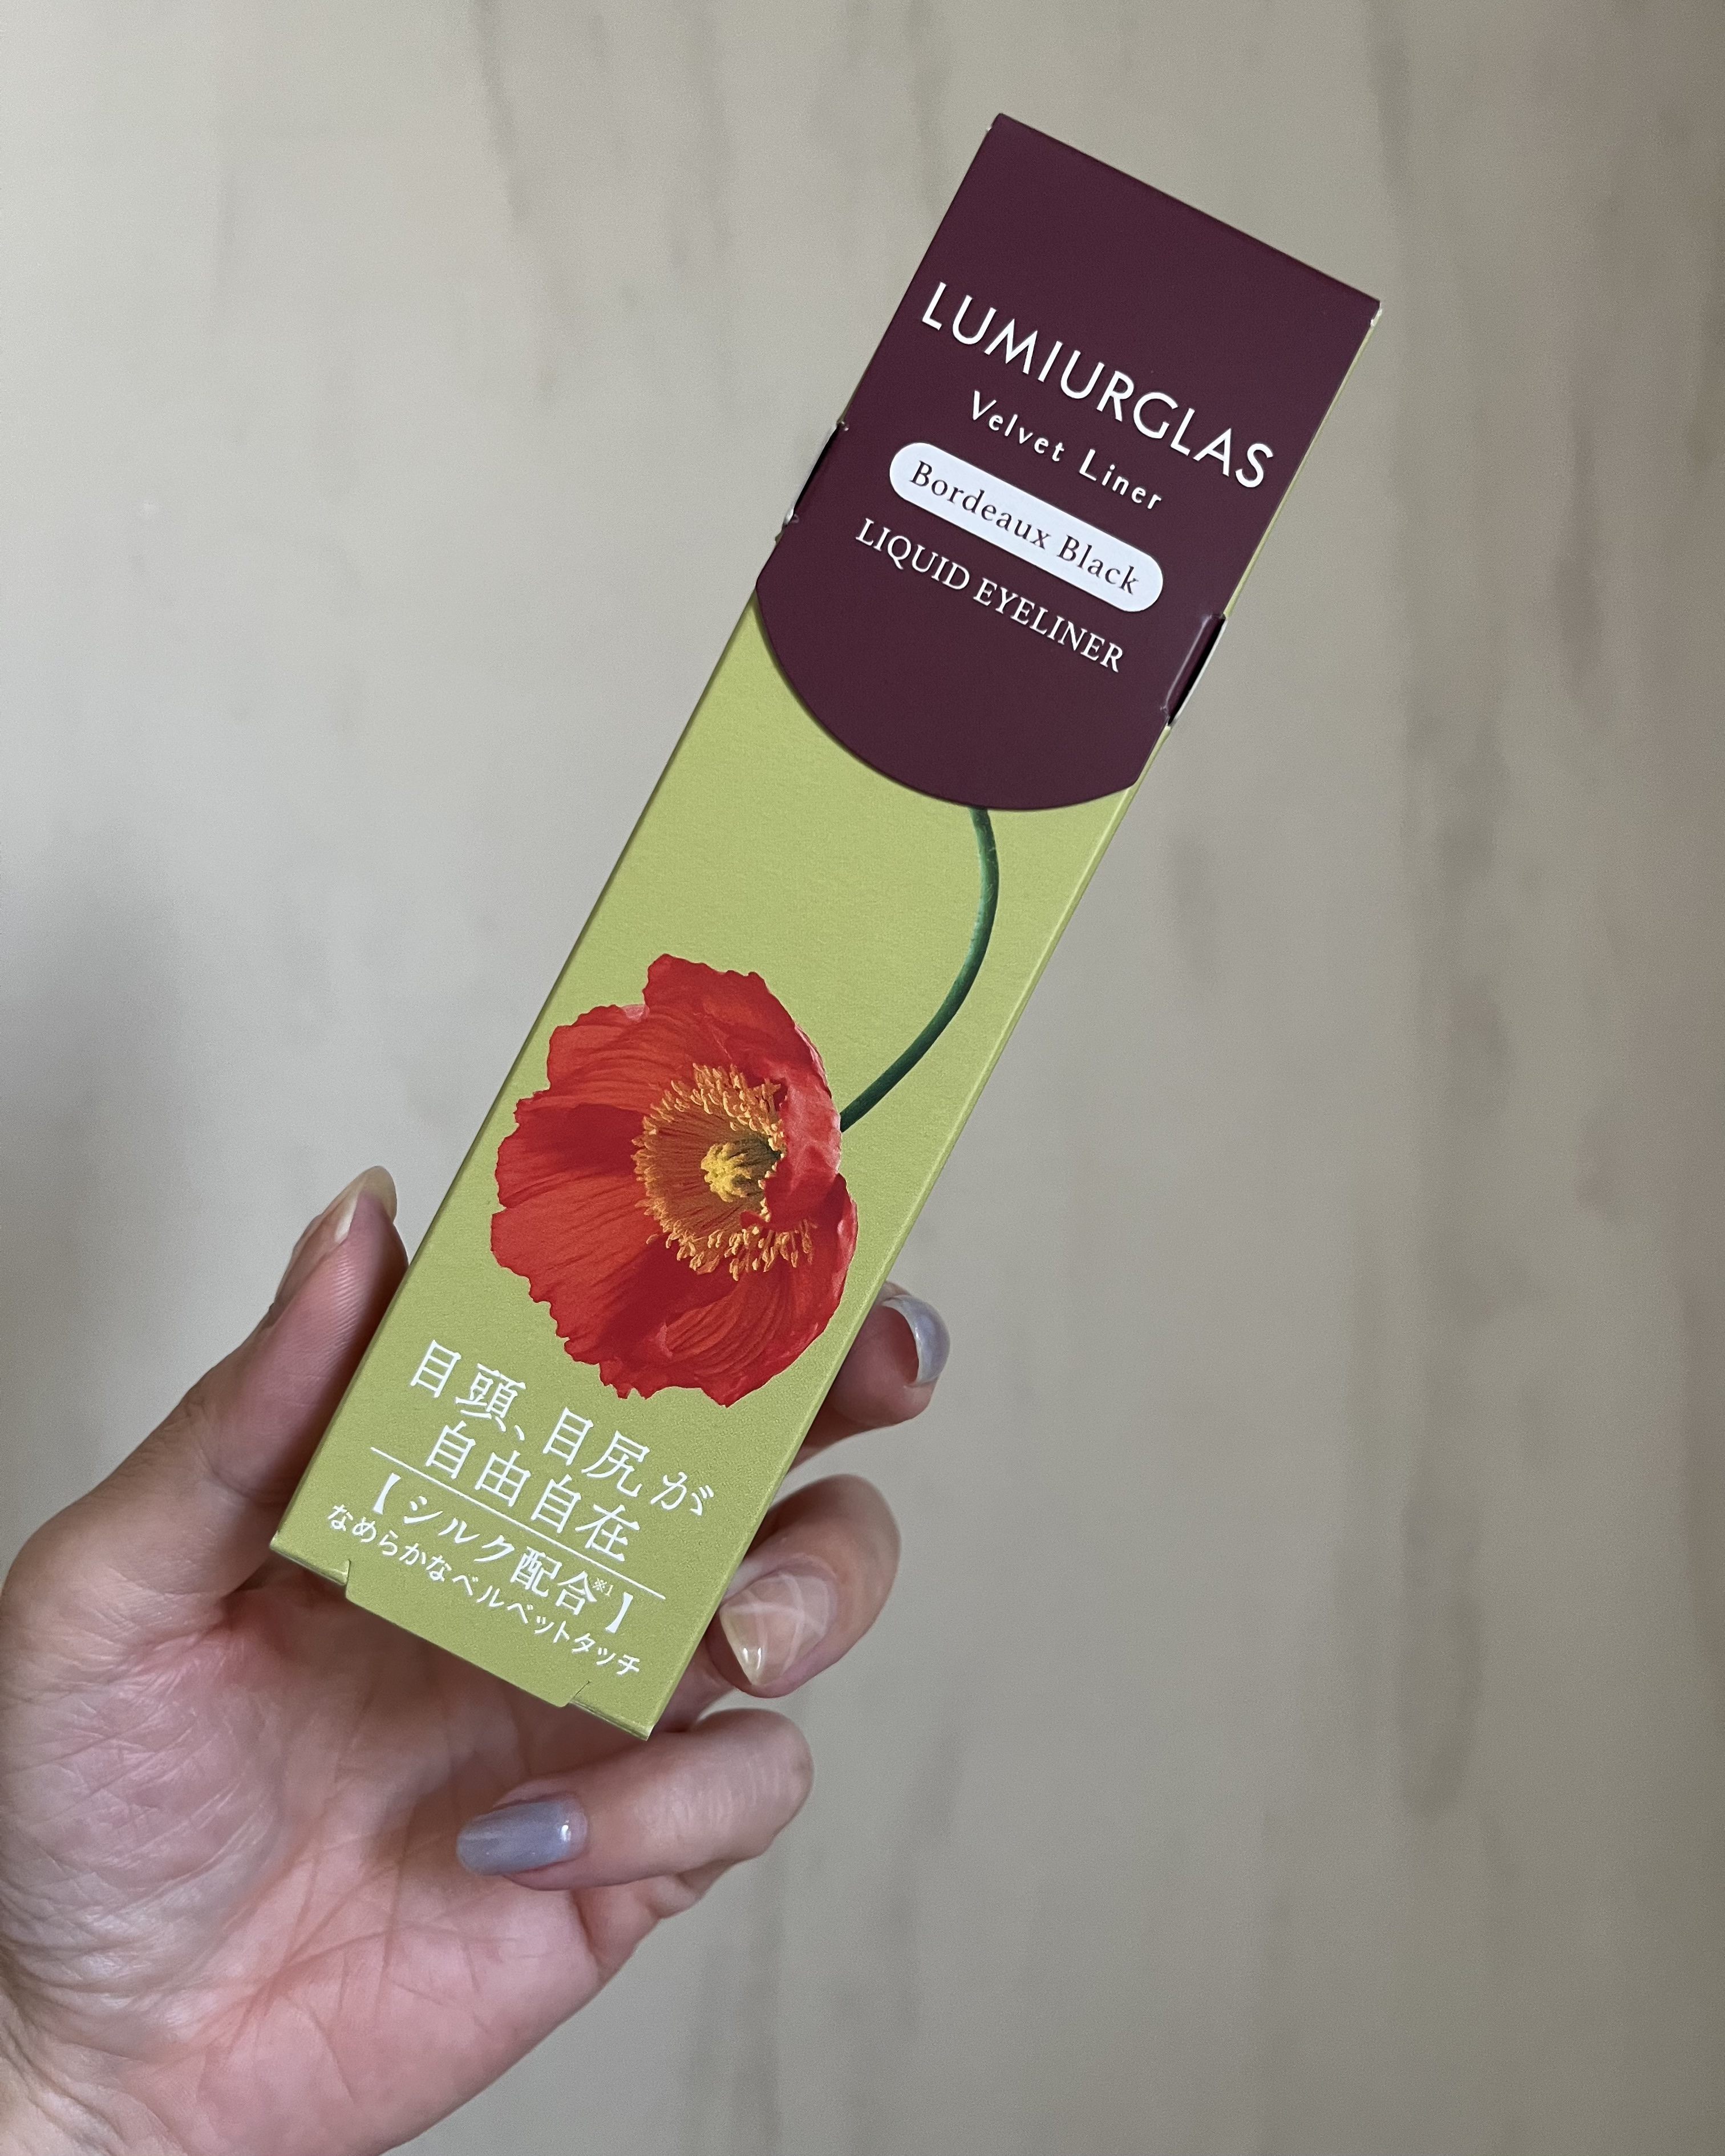 LUMIURGLAS
Velvet Liner
Bordeaux Black
LIQUID EYELINER
目頭、目尻が
自由自在
【シルク配合※1】
なめらかなベルベットタッチ